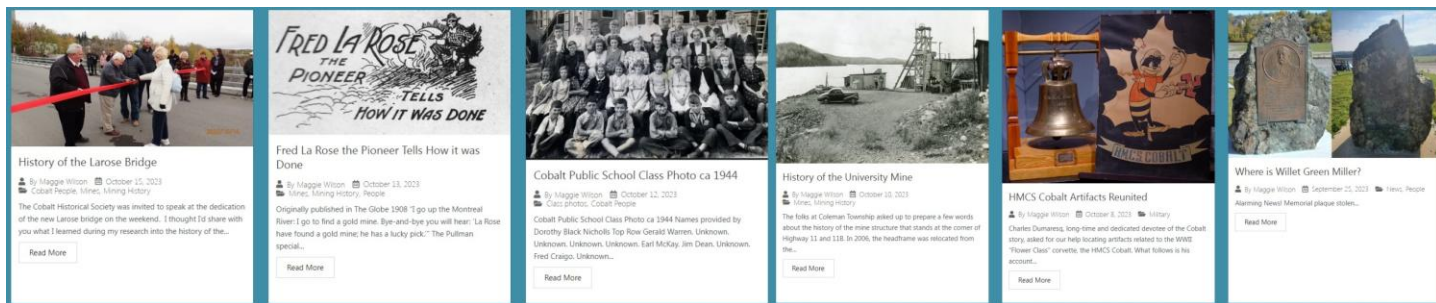 History of the Larose Bridge
By Maggie Wilson October 15, 2023
Cobalt People, Mines, Mining History
The Cobalt Historical Society was invited to speak at the dedication
of the new Larose bridge on the weekend. I thought I'd share with
you what I learned during my research into the history of the...
Read More
FRED LA ROSE
THE
PIONEER
TELLS
HOW IT WAS DONE
Fred La Rose the Pioneer Tells How it was
Done
By Maggie Wilson October 13, 2023
Mines, Mining History, People
Originally published in The Globe 1908 "I go up the Montreal
River: I go to find a gold mine. Bye-and-bye you will hear: 'La Rose
have found a gold mine; he has a lucky pick.'" The Pullman
special...
Read More
Cobalt Public School Class Photo ca 1944
By Maggie Wilson October 12, 2023
Class photos, Cobalt People
Cobalt Public School Class Photo ca 1944 Names provided by
Dorothy Black Nicholls Top Row Gerald Warren. Unknown.
Unknown. Unknown. Unknown. Earl McKay. Jim Dean. Unknown.
Fred Craigo. Unknown...
Read More
History of the University Mine
By Maggie Wilson October 10, 2023
Mines, Mining History
The folks at Coleman Township asked up to prepare a few words
about the history of the mine structure that stands at the corner of
Highway 11 and 11B. In 2006, the headframe was relocated from
the...
Read More
HMCS COBALT
HMCS Cobalt Artifacts Reunited
By Maggie Wilson October 8, 2023 Military
Charles Dumaresq, long-time and dedicated devotee of the Cobalt
story, asked for our help locating artifacts related to the WWII
"Flower Class" corvette, the HMCS Cobalt. What follows is his
account...
Read More
Where is Willet Green Miller?
By Maggie Wilson September 25, 2023 News, People
Alarming News! Memorial plaque stolen...
Read More